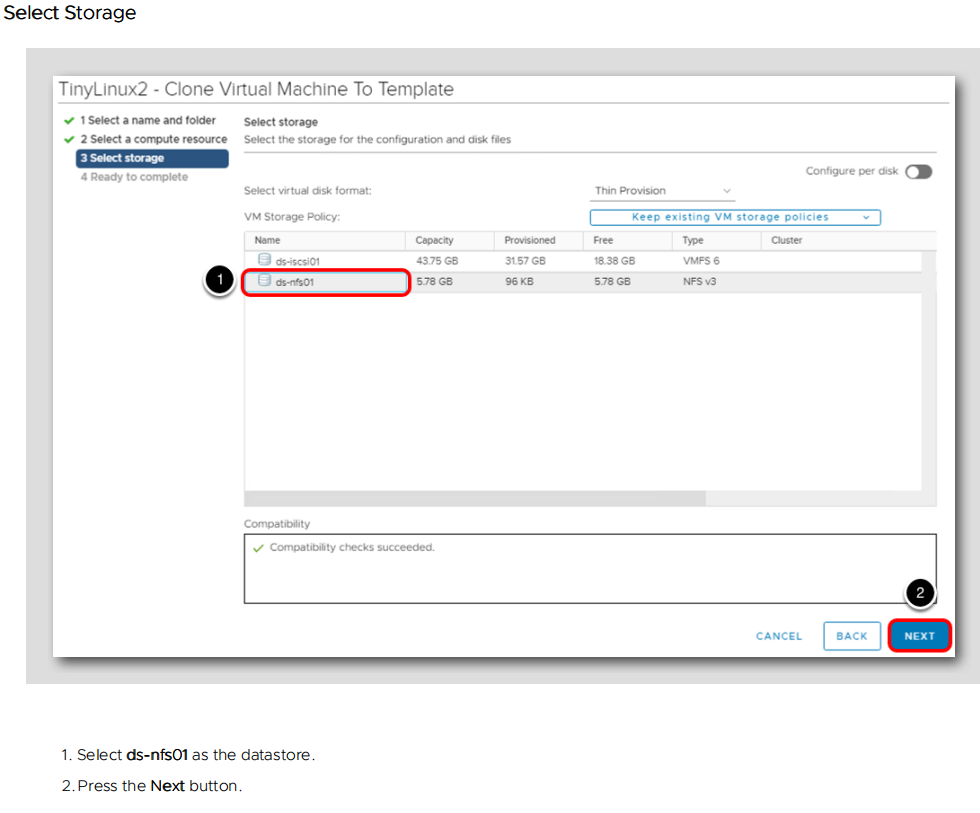 Select Storage
TinyLinux2 - Clone Virtual Machine To Template
1 Select a name and folder
2 Select a compute resource
3 Select storage
4 Ready to complete
Select storage
Select the storage for the configuration and disk files
Configure per disk
Select virtual disk format: Thin Provision
VM Storage Policy: Keep existing VM storage policies
Name Capacity Provisioned Free Type Cluster
ds-iscsi01 43.75 GB 31.57 GB 18.38 GB VMFS 6
1
ds-nfs01 5.78 GB 96 KB 5.78 GB NFS v3
Compatibility
Compatibility checks succeeded.
2
CANCEL BACK NEXT
1. Select ds-nfs01 as the datastore.
2. Press the Next button.